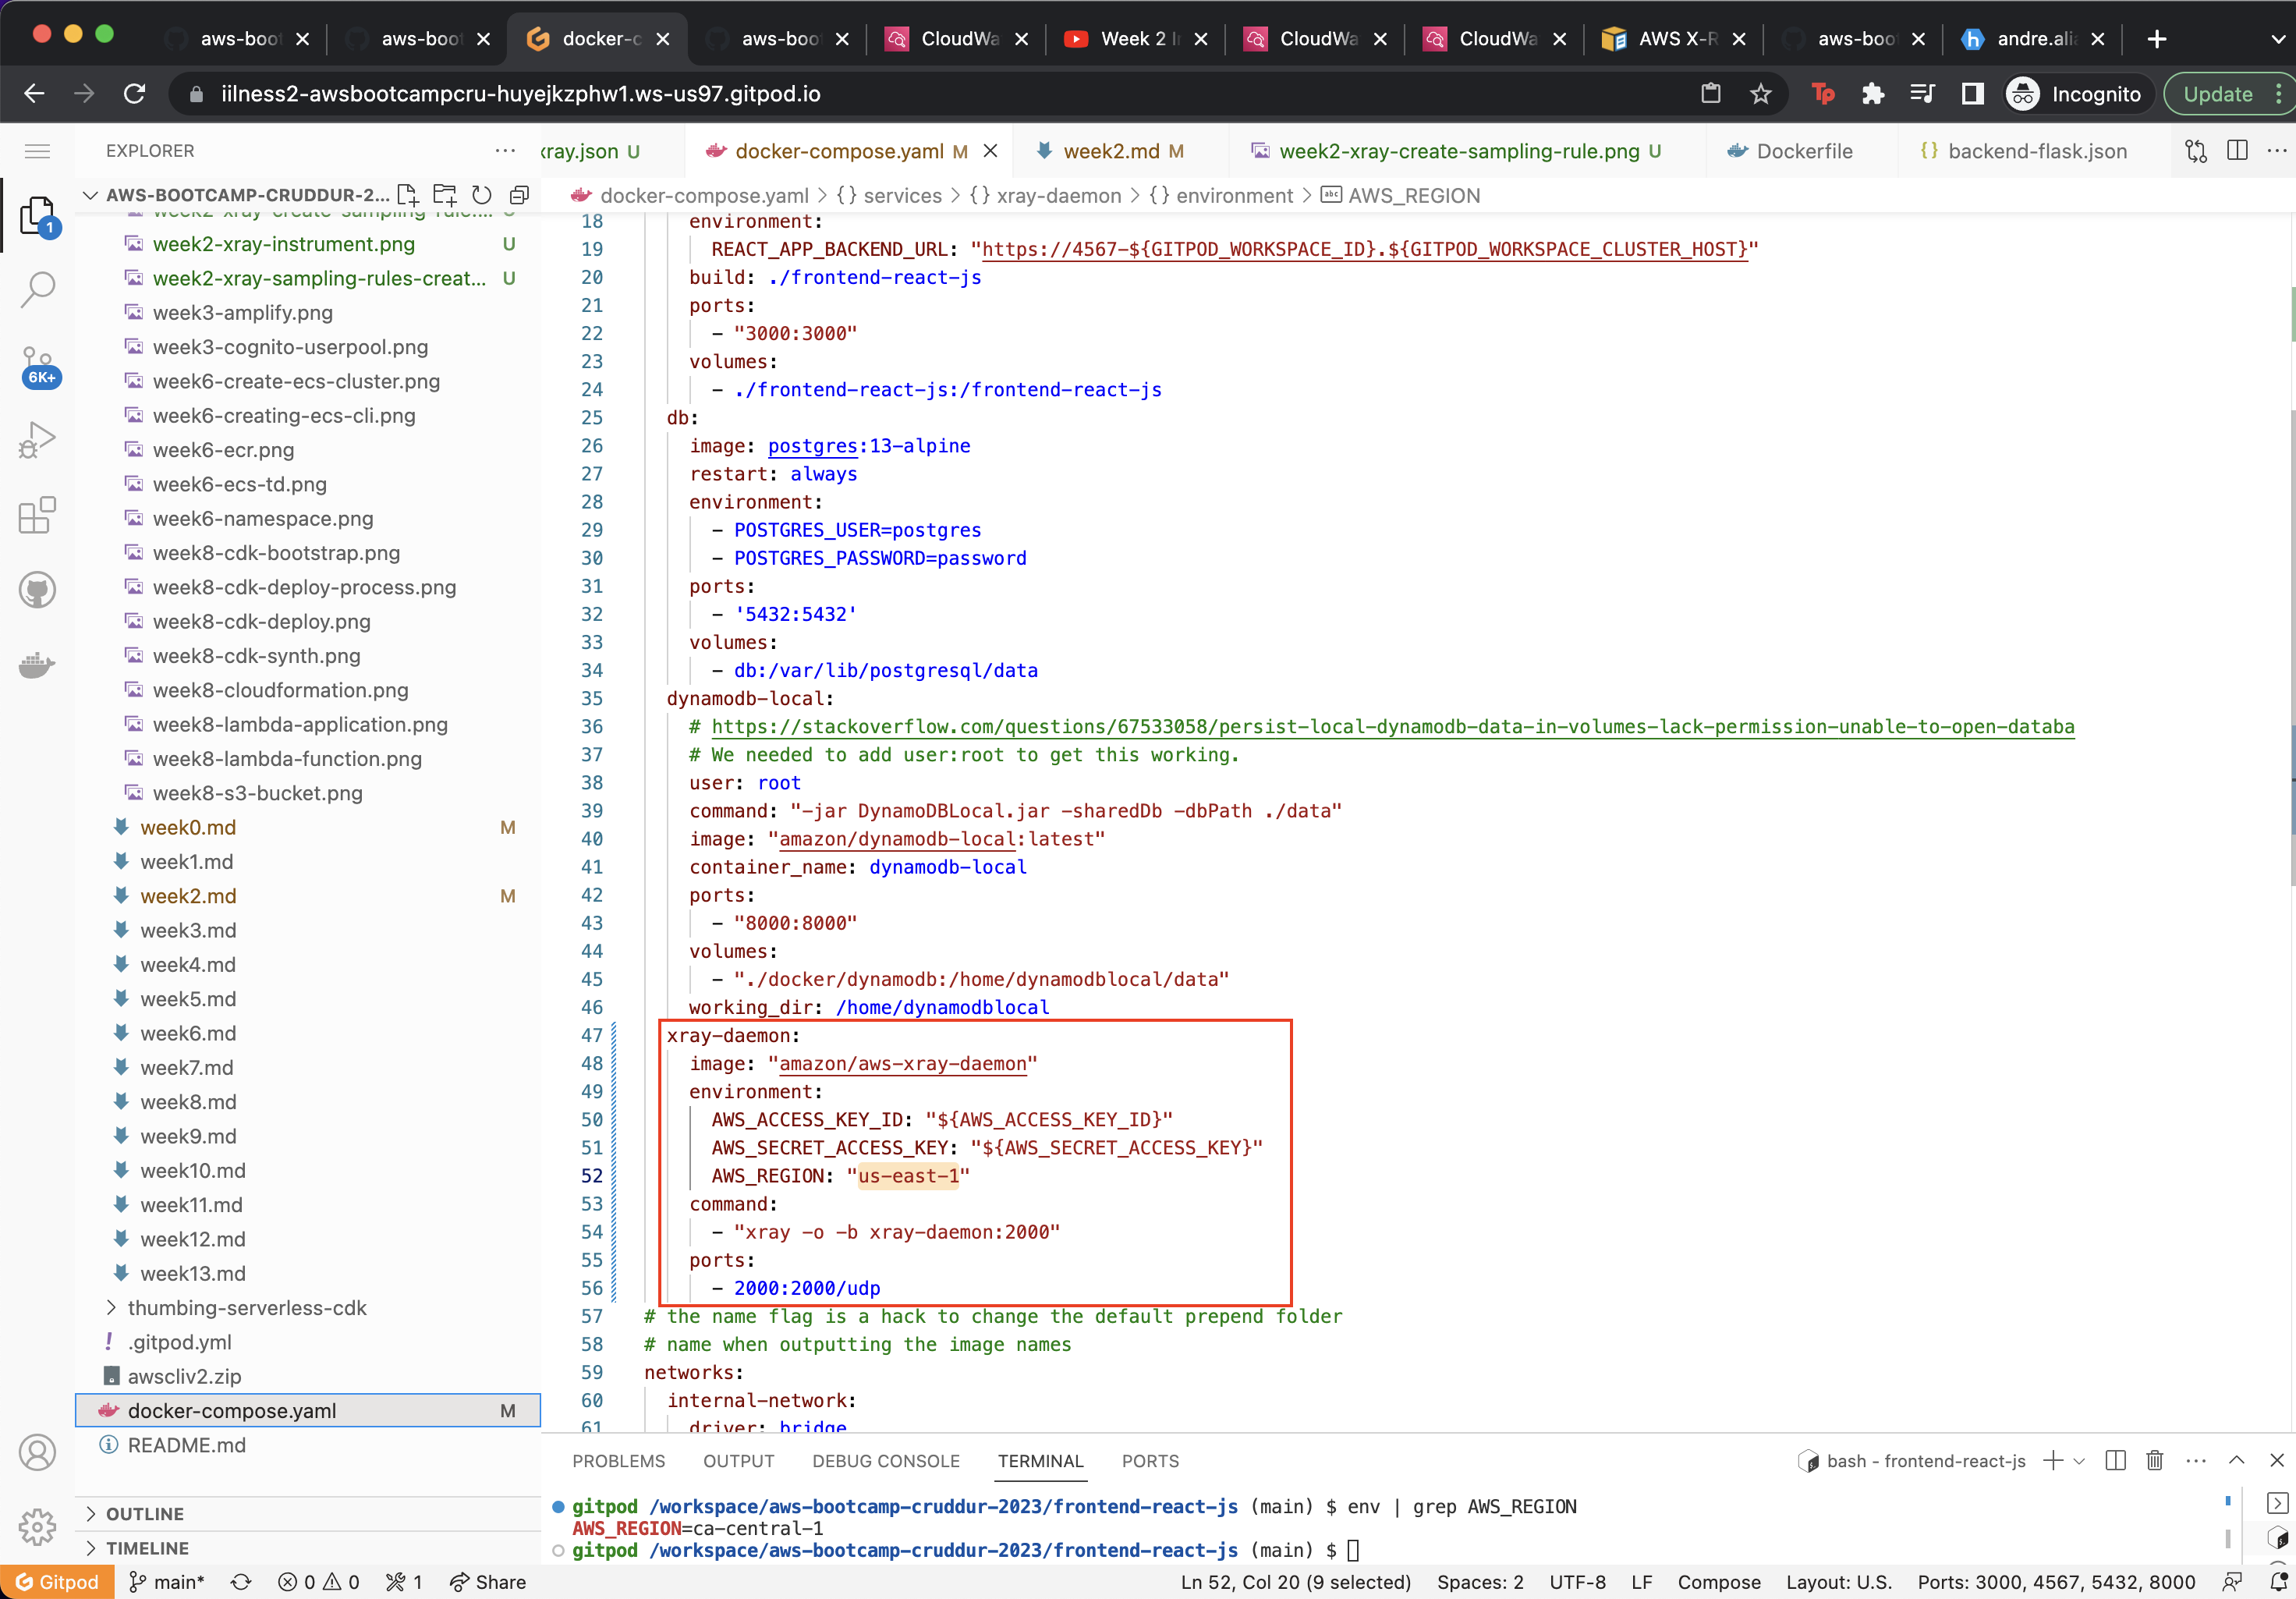 aws-boot
aws-boot
docker-c
aws-boot
CloudWa
Week 2 I
CloudWa
CloudWa
AWS X-R
aws-boot
andre.ali
iilness2-awsbootcampcru-huyejkzphw1.ws-us97.gitpod.io
Tp
Incognito
Update
EXPLORER
xray.json U
docker-compose.yaml M
week2.md M
week2-xray-create-sampling-rule.png U
Dockerfile
{} backend-flask.json
AWS-BOOTCAMP-CRUDDUR-2...
docker-compose.yaml > {} services > {} xray-daemon > {} environment > abc AWS_REGION
1
6K+
week2-xray-create-sampling-rule.... U
week2-xray-instrument.png U
week2-xray-sampling-rules-creat... U
week3-amplify.png
week3-cognito-userpool.png
week6-create-ecs-cluster.png
week6-creating-ecs-cli.png
week6-ecr.png
week6-ecs-td.png
week6-namespace.png
week8-cdk-bootstrap.png
week8-cdk-deploy-process.png
week8-cdk-deploy.png
week8-cdk-synth.png
week8-cloudformation.png
week8-lambda-application.png
week8-lambda-function.png
week8-s3-bucket.png
week0.md M
week1.md
week2.md M
week3.md
week4.md
week5.md
week6.md
week7.md
week8.md
week9.md
week10.md
week11.md
week12.md
week13.md
thumbing-serverless-cdk
! .gitpod.yml
awscliv2.zip
docker-compose.yaml M
README.md
OUTLINE
TIMELINE
18 environment:
19 REACT_APP_BACKEND_URL: "https://4567-${GITPOD_WORKSPACE_ID}.${GITPOD_WORKSPACE_CLUSTER_HOST}"
20 build: ./frontend-react-js
21 ports:
22 - "3000:3000"
23 volumes:
24 - ./frontend-react-js:/frontend-react-js
25 db:
26 image: postgres:13-alpine
27 restart: always
28 environment:
29 - POSTGRES_USER=postgres
30 - POSTGRES_PASSWORD=password
31 ports:
32 - '5432:5432'
33 volumes:
34 - db:/var/lib/postgresql/data
35 dynamodb-local:
36 # https://stackoverflow.com/questions/67533058/persist-local-dynamodb-data-in-volumes-lack-permission-unable-to-open-databa
37 # We needed to add user:root to get this working.
38 user: root
39 command: "-jar DynamoDBLocal.jar -sharedDb -dbPath ./data"
40 image: "amazon/dynamodb-local:latest"
41 container_name: dynamodb-local
42 ports:
43 - "8000:8000"
44 volumes:
45 - "./docker/dynamodb:/home/dynamodblocal/data"
46 working_dir: /home/dynamodblocal
47 xray-daemon:
48 image: "amazon/aws-xray-daemon"
49 environment:
50 AWS_ACCESS_KEY_ID: "${AWS_ACCESS_KEY_ID}"
51 AWS_SECRET_ACCESS_KEY: "${AWS_SECRET_ACCESS_KEY}"
52 AWS_REGION: "us-east-1"
53 command:
54 - "xray -o -b xray-daemon:2000"
55 ports:
56 - 2000:2000/udp
57 # the name flag is a hack to change the default prepend folder
58 # name when outputting the image names
59 networks:
60 internal-network:
61 driver: bridge
PROBLEMS OUTPUT DEBUG CONSOLE TERMINAL PORTS
bash - frontend-react-js
gitpod /workspace/aws-bootcamp-cruddur-2023/frontend-react-js (main) $ env | grep AWS_REGION
AWS_REGION=ca-central-1
gitpod /workspace/aws-bootcamp-cruddur-2023/frontend-react-js (main) $
Gitpod main* 0 0 1 Share
Ln 52, Col 20 (9 selected) Spaces: 2 UTF-8 LF Compose Layout: U.S. Ports: 3000, 4567, 5432, 8000